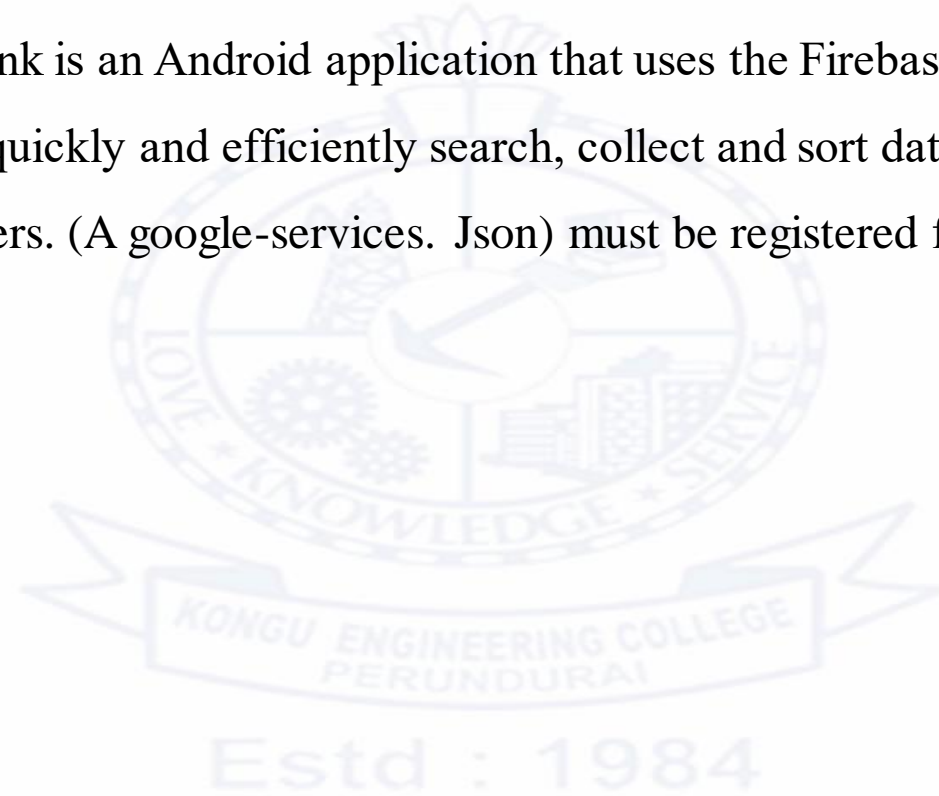 nk is an Android application that uses the Firebas
quickly and efficiently search, collect and sort dat
ers. (A google-services. Json) must be registered f
LOVE * KNOWLEDGE * SERVICE
KONGU ENGINEERING COLLEGE
PERUNDURAI
Estd : 1984